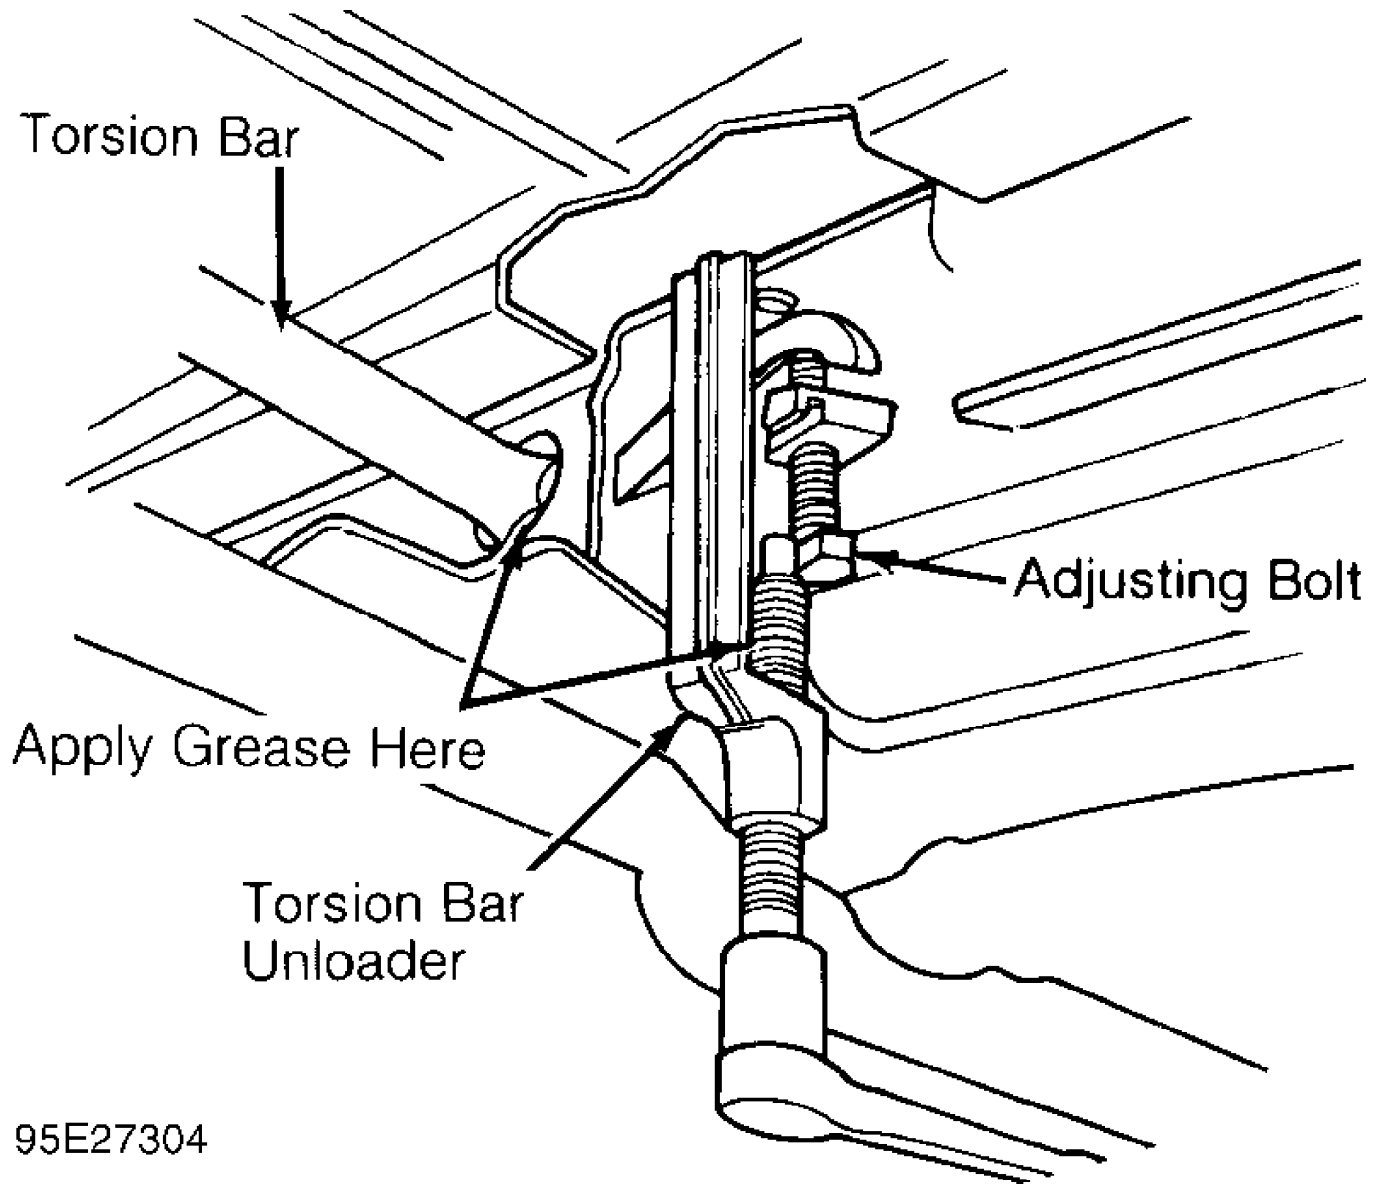 Torsion Bar
Adjusting Bolt
Apply Grease Here
Torsion Bar
Unloader
95E27304